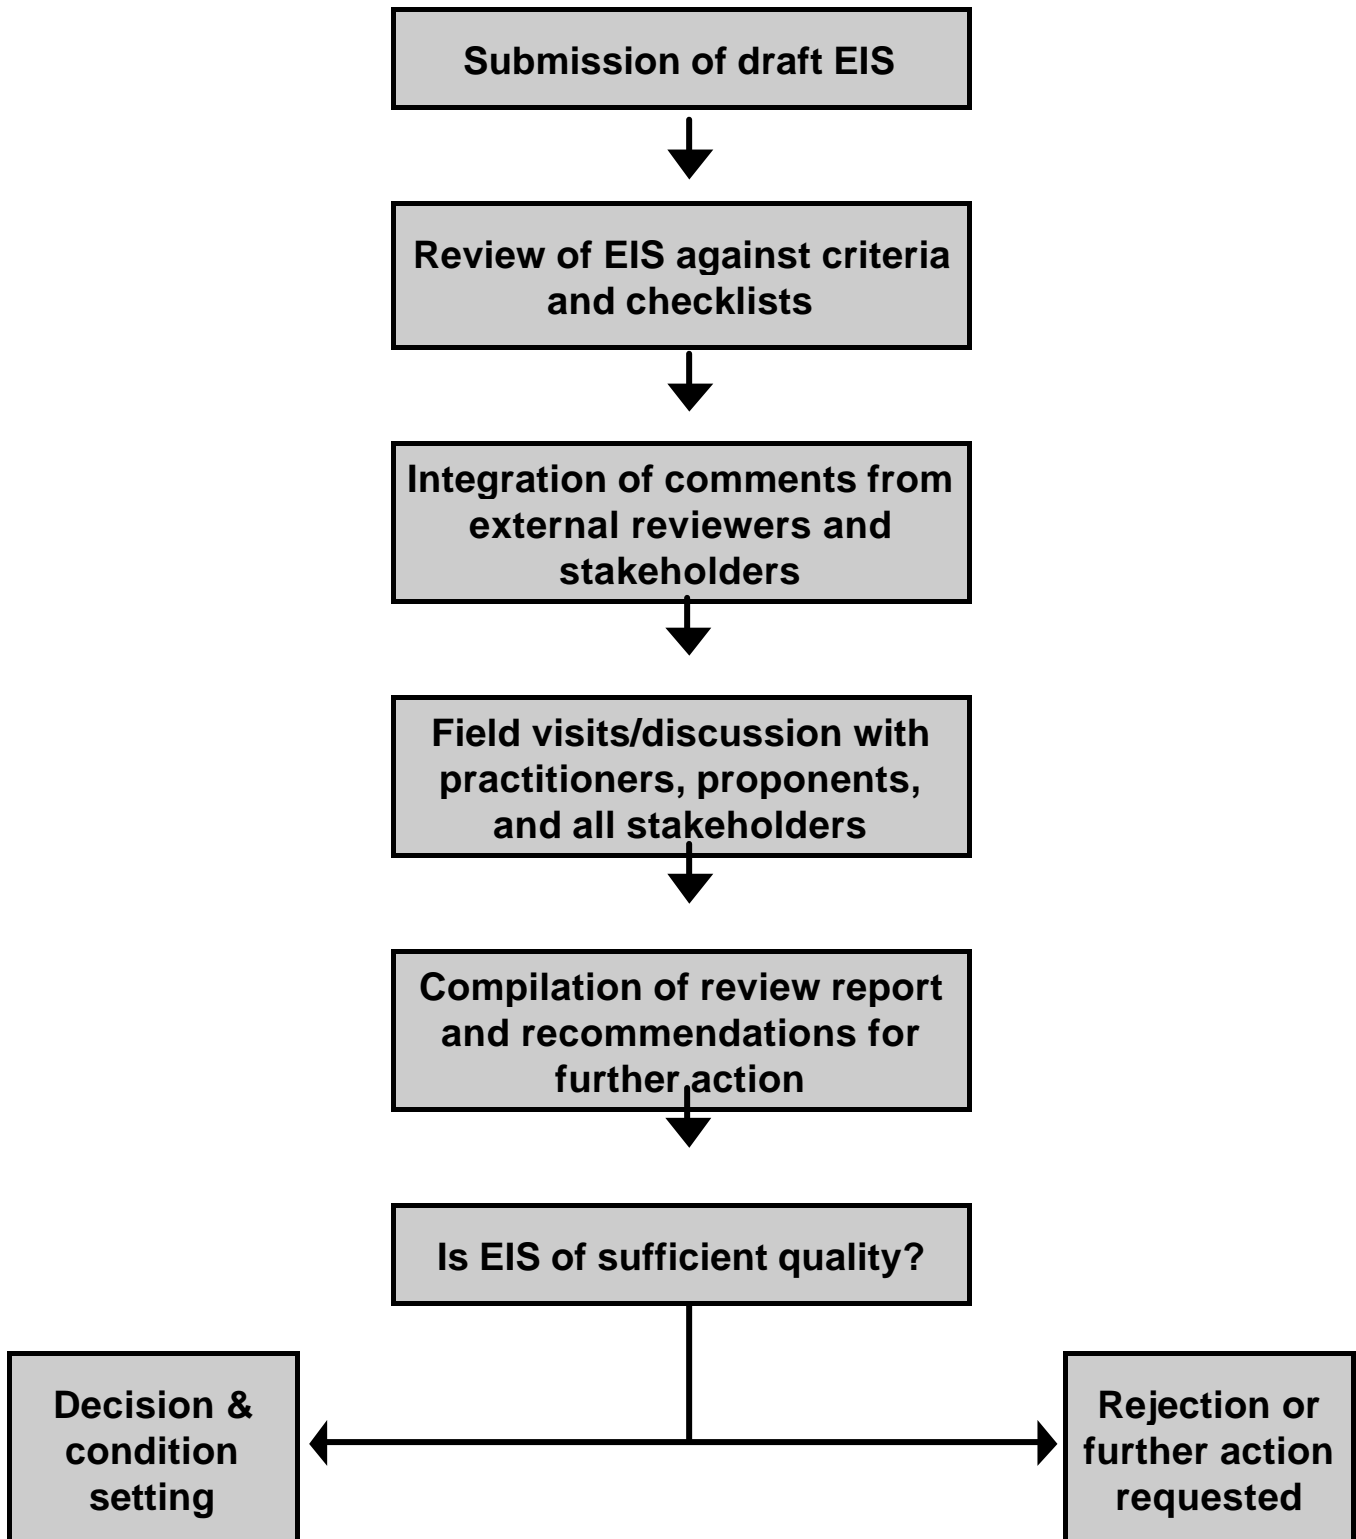 Submission of draft EIS
Review of EIS against criteria
and checklists
Integration of comments from
external reviewers and
stakeholders
Field visits/discussion with
practitioners, proponents,
and all stakeholders
Compilation of review report
and recommendations for
further action
Is EIS of sufficient quality?
Decision &
condition
setting
Rejection or
further action
requested